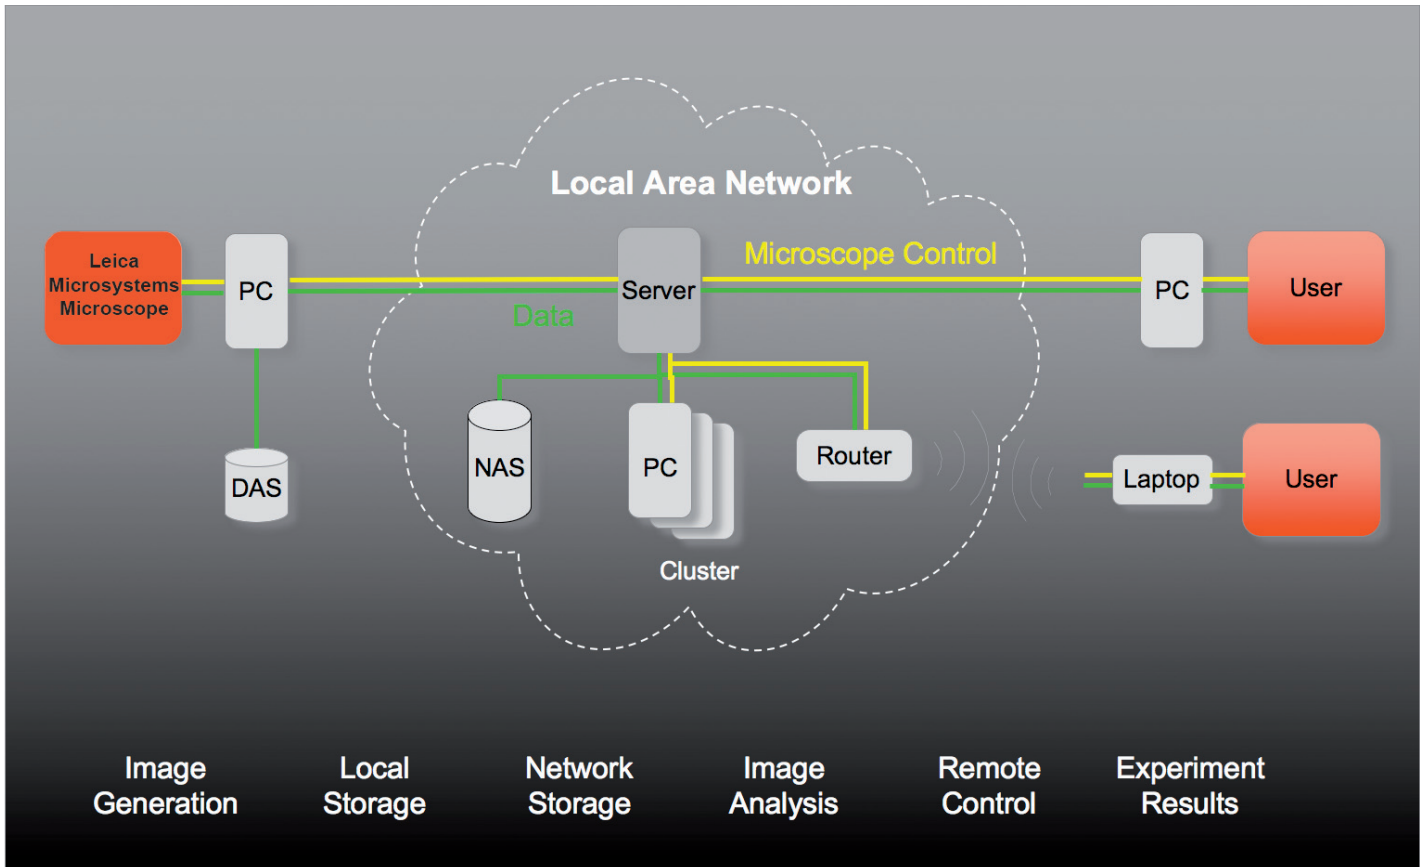 Local Area Network
Leica
Microsystems
Microscope
PC
Server
Microscope Control
PC
User
Data
DAS
NAS
PC
Router
Laptop
User
Cluster
Image
Generation
Local
Storage
Network
Storage
Image
Analysis
Remote
Control
Experiment
Results